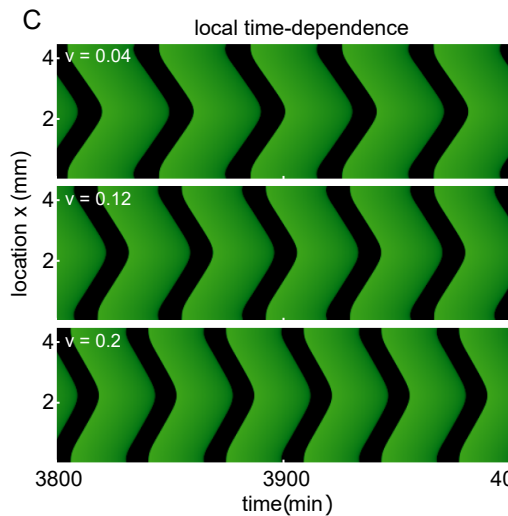 C
local time-dependence
4
v = 0.04
2
4
v = 0.12
2
4
v = 0.2
2
location x (mm)
3800 3900 40
time(min)